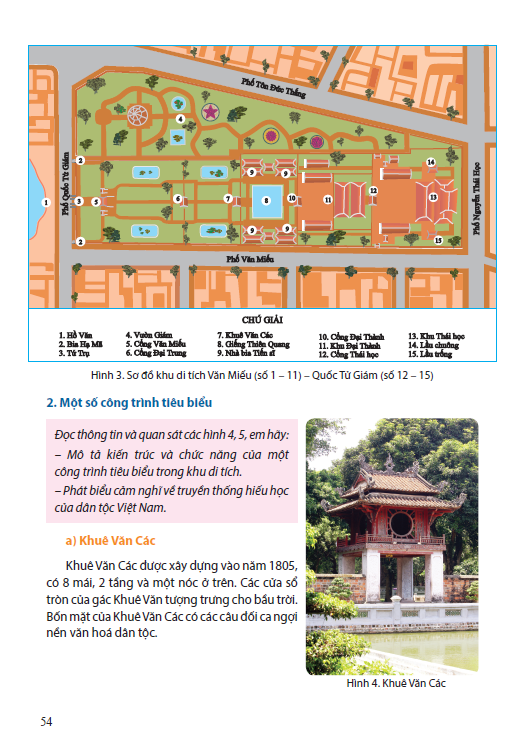 Phố Tôn Đức Thắng
Phố Quốc Tử Giám
Phố Nguyễn Thái Học
Phố Văn Miếu
1
2
3
2
5
4
6
7
9
9
8
9
9
10
11
12
13
14
15
CHÚ GIẢI
1. Hồ Văn
2. Bia Hạ Mã
3. Tứ Trụ
4. Vườn Giám
5. Cổng Văn Miếu
6. Cổng Đại Trung
7. Khuê Văn Các
8. Giếng Thiên Quang
9. Nhà bia Tiến sĩ
10. Cổng Đại Thành
11. Khu Đại Thành
12. Cổng Thái học
13. Khu Thái học
14. Lầu chuông
15. Lầu trống
Hình 3. Sơ đồ khu di tích Văn Miếu (số 1 – 11) – Quốc Tử Giám (số 12 – 15)
2. Một số công trình tiêu biểu
Đọc thông tin và quan sát các hình 4, 5, em hãy:
– Mô tả kiến trúc và chức năng của một
công trình tiêu biểu trong khu di tích.
– Phát biểu cảm nghĩ về truyền thống hiếu học
của dân tộc Việt Nam.
a) Khuê Văn Các
Khuê Văn Các được xây dựng vào năm 1805,
có 8 mái, 2 tầng và một nóc ở trên. Các cửa sổ
tròn của gác Khuê Văn tượng trưng cho bầu trời.
Bốn mặt của Khuê Văn Các có các câu đối ca ngợi
nền văn hoá dân tộc.
Hình 4. Khuê Văn Các
54